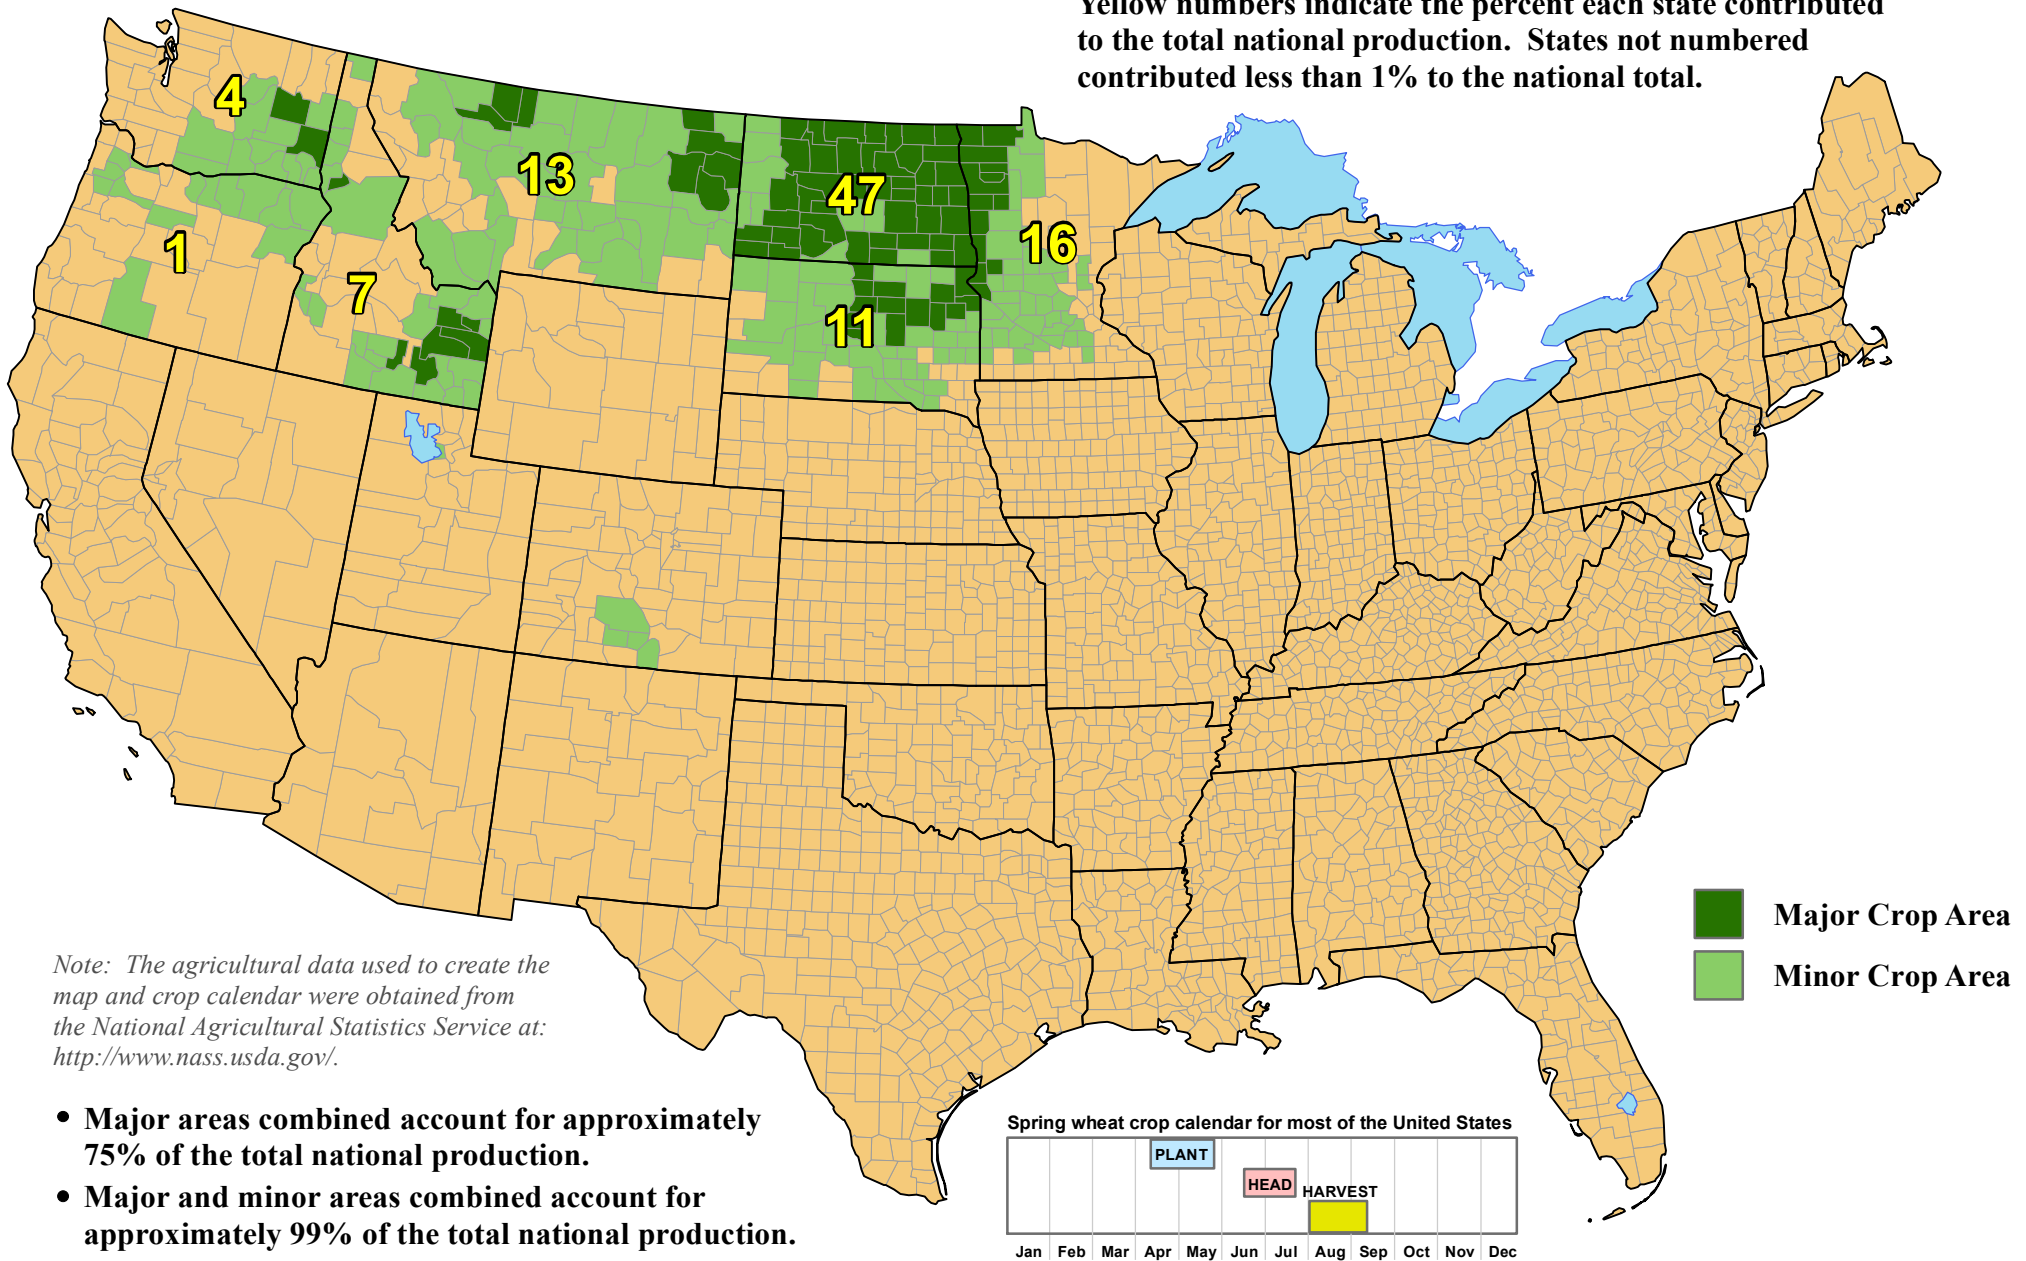 Yellow numbers indicate the percent each state contributed
to the total national production.  States not numbered
contributed less than 1% to the national total.
4
13
47
16
1
7
11
Major Crop Area
Minor Crop Area
Note:  The agricultural data used to create the
map and crop calendar were obtained from
the National Agricultural Statistics Service at:
http://www.nass.usda.gov/.
• Major areas combined account for approximately
75% of the total national production.
• Major and minor areas combined account for
approximately 99% of the total national production.
Spring wheat crop calendar for most of the United States
PLANT
HEAD
HARVEST
Jan Feb Mar Apr May Jun Jul Aug Sep Oct Nov Dec